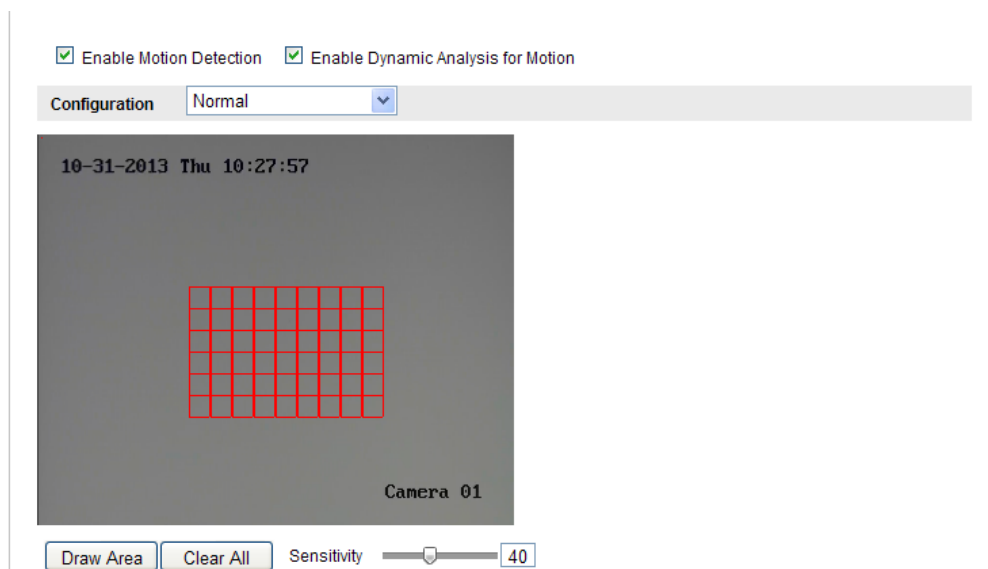 Enable Motion Detection Enable Dynamic Analysis for Motion
Configuration Normal
10-31-2013 Thu 10:27:57
Camera 01
Draw Area Clear All Sensitivity 40